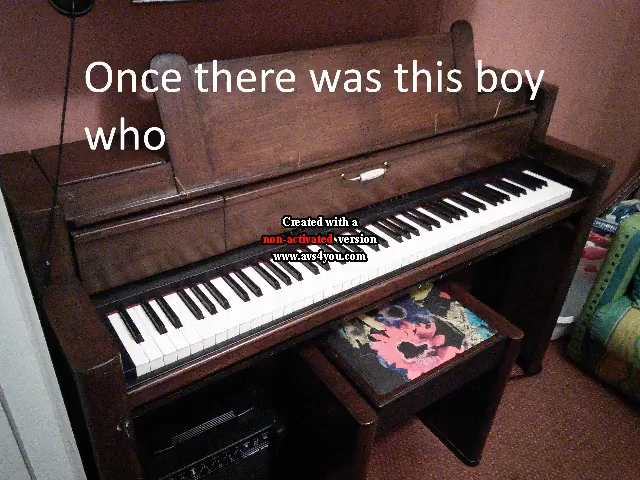 Once there was this boy
who
Created with a
non-activated version
www.avs4you.com